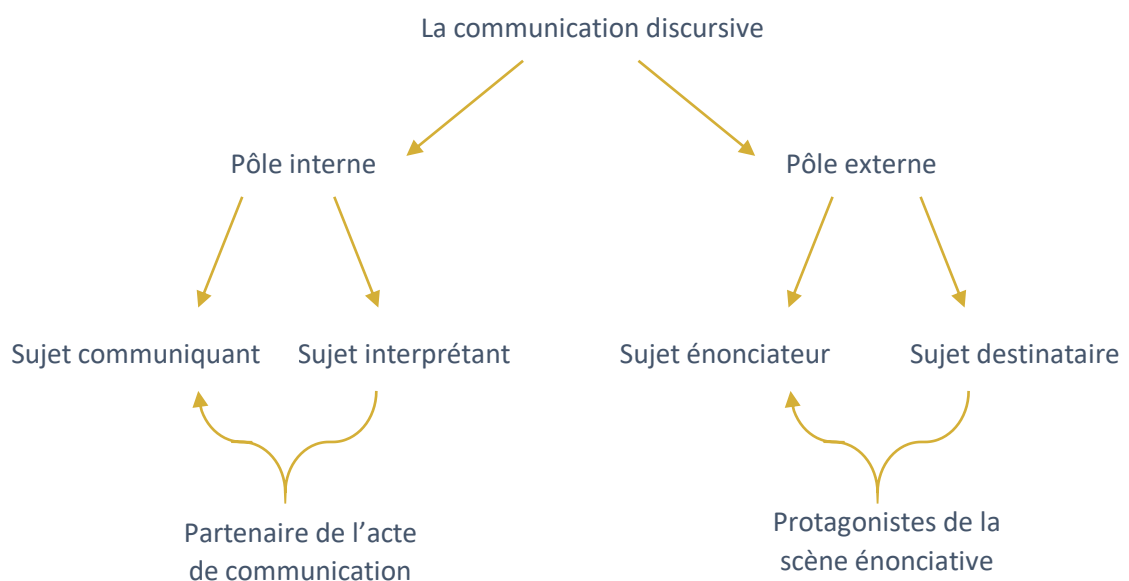 La communication discursive
Pôle interne
Pôle externe
Sujet communiquant
Sujet interprétant
Sujet énonciateur
Sujet destinataire
Partenaire de l’acte
de communication
Protagonistes de la
scène énonciative